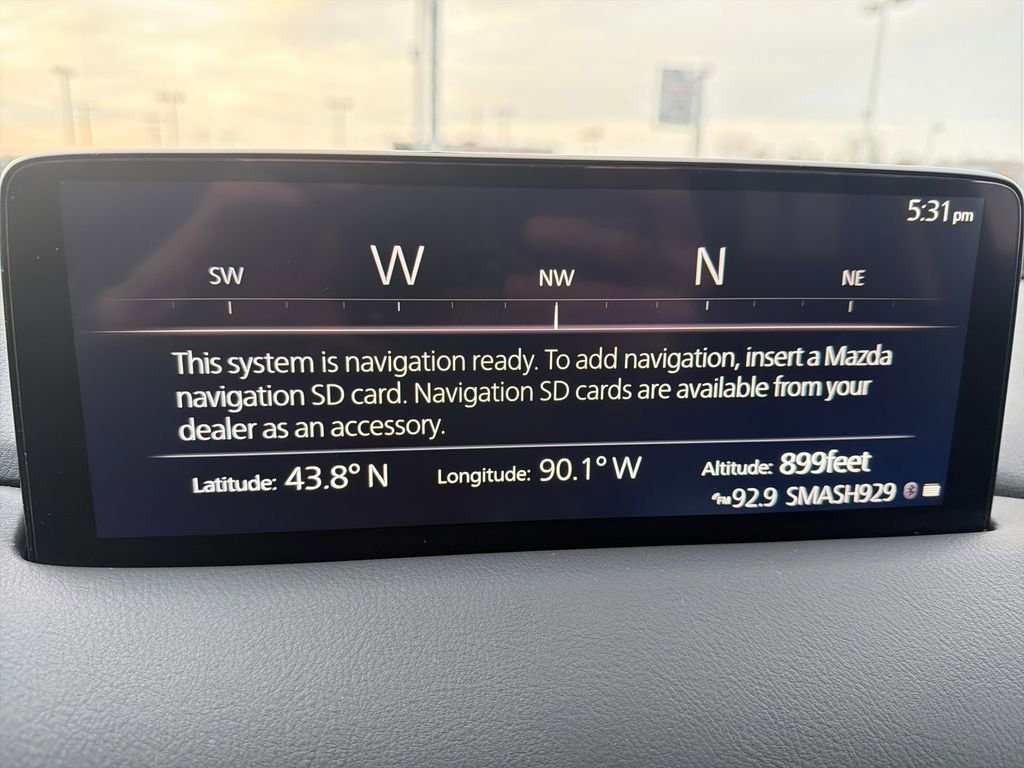 5:31pm
SW W NW N NE
This system is navigation ready. To add navigation, insert a Mazda
navigation SD card. Navigation SD cards are available from your
dealer as an accessory.
Latitude: 43.8° N Longitude: 90.1° W Altitude: 899feet
FM 92.9 SMASH929